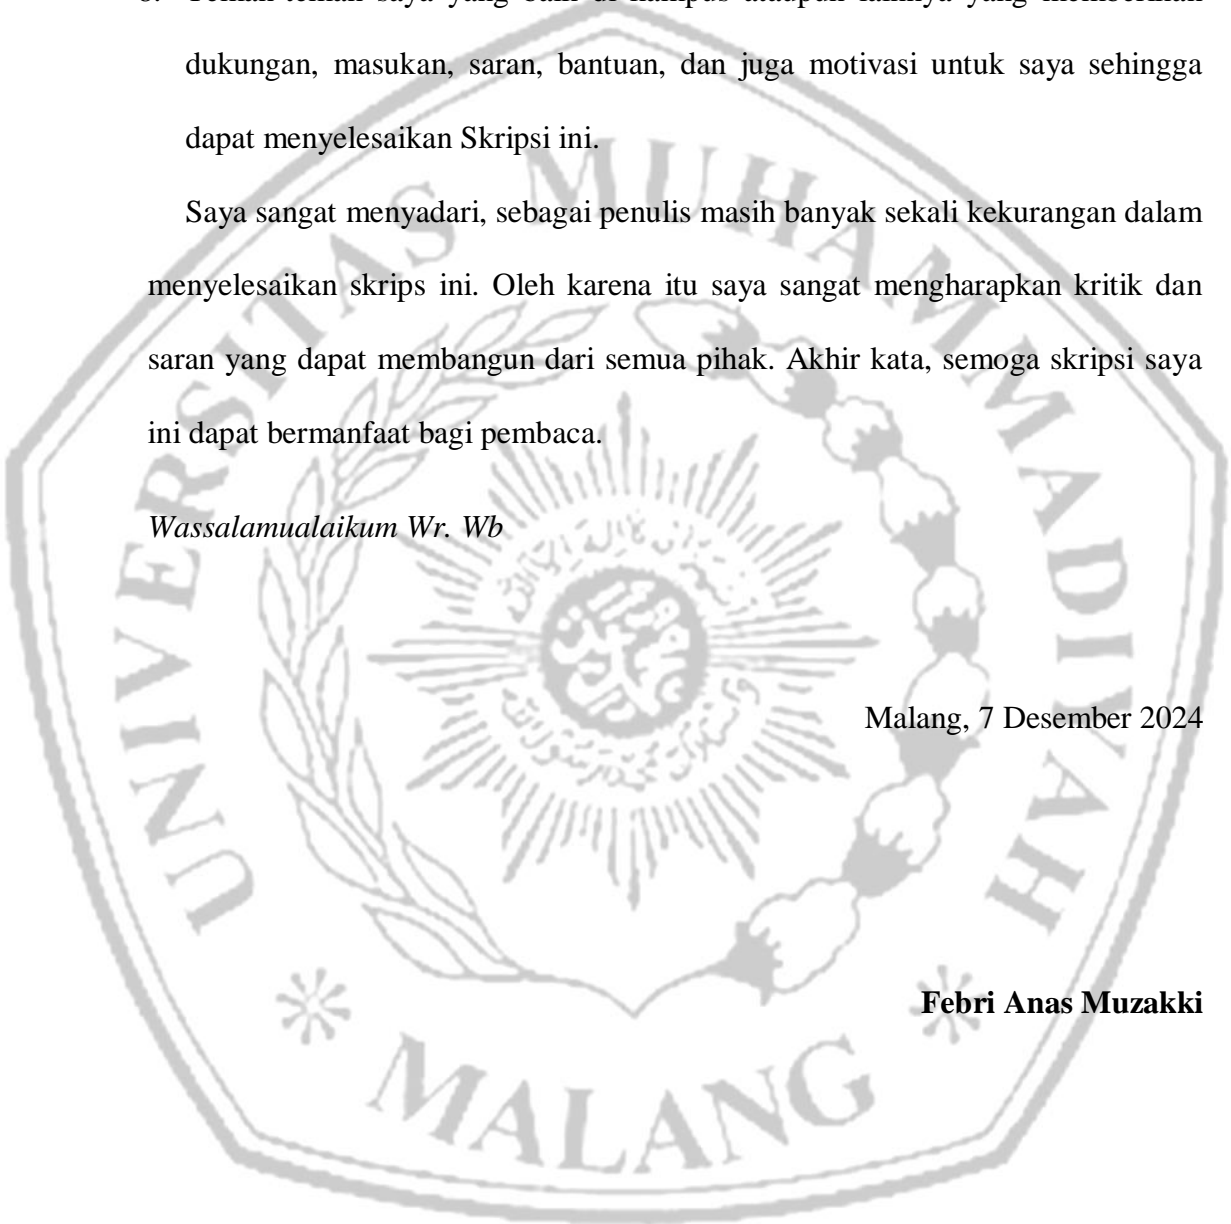 dukungan, masukan, saran, bantuan, dan juga motivasi untuk saya sehingga
dapat menyelesaikan Skripsi ini.
Saya sangat menyadari, sebagai penulis masih banyak sekali kekurangan dalam
menyelesaikan skrips ini. Oleh karena itu saya sangat mengharapkan kritik dan
saran yang dapat membangun dari semua pihak. Akhir kata, semoga skripsi saya
ini dapat bermanfaat bagi pembaca.
Wassalamualaikum Wr. Wb
Malang, 7 Desember 2024
Febri Anas Muzakki
UNIVERSITAS MUHAMMADIYAH
MALANG